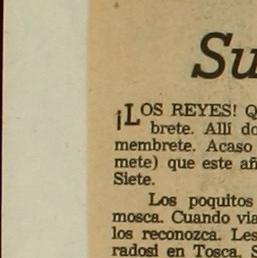 Su
¡LOS REYES! Q
brete. Allí do
membrete. Acaso
mete) que este añ
Siete.
Los poquitos
mosca. Cuando via
los reconozca. Les
radosi en Tosca. S